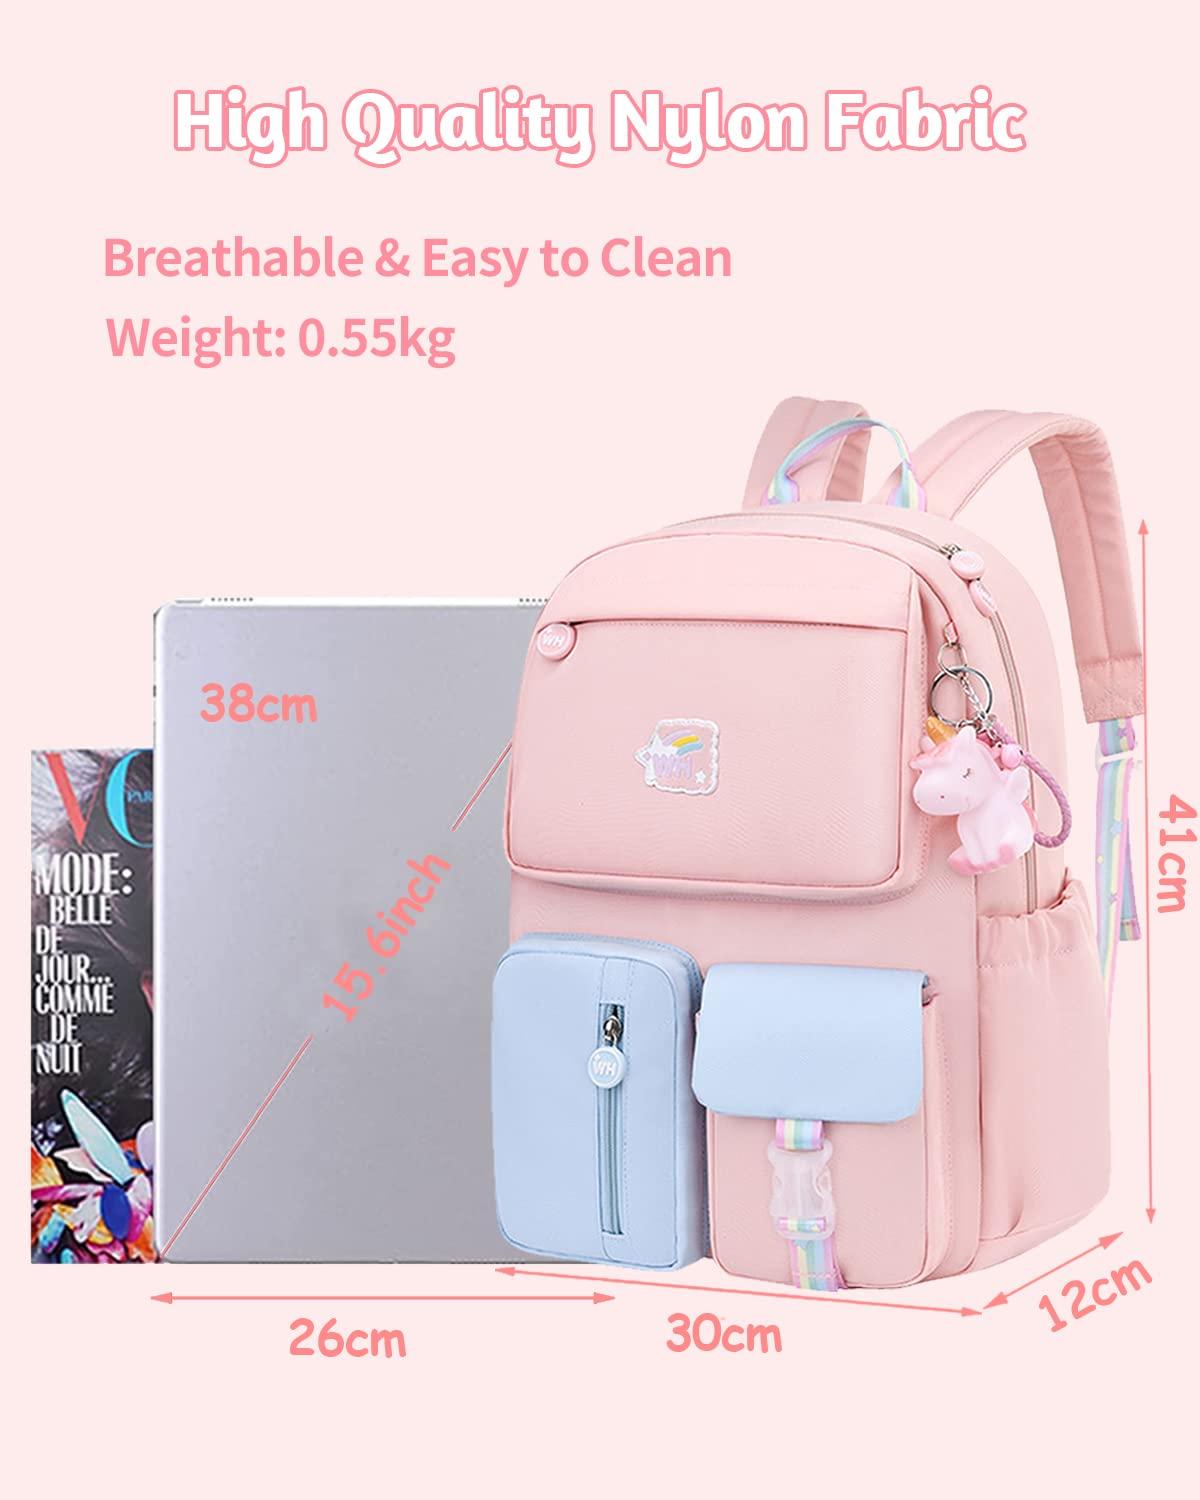 High Quality Nylon Fabric
Breathable & Easy to Clean
Weight: 0.55kg
38cm
15.6inch
WH
WH
WH
41cm
MODE:
BELLE
DE
JOUR...
COMME
DE
NUIT
26cm
30cm
12cm